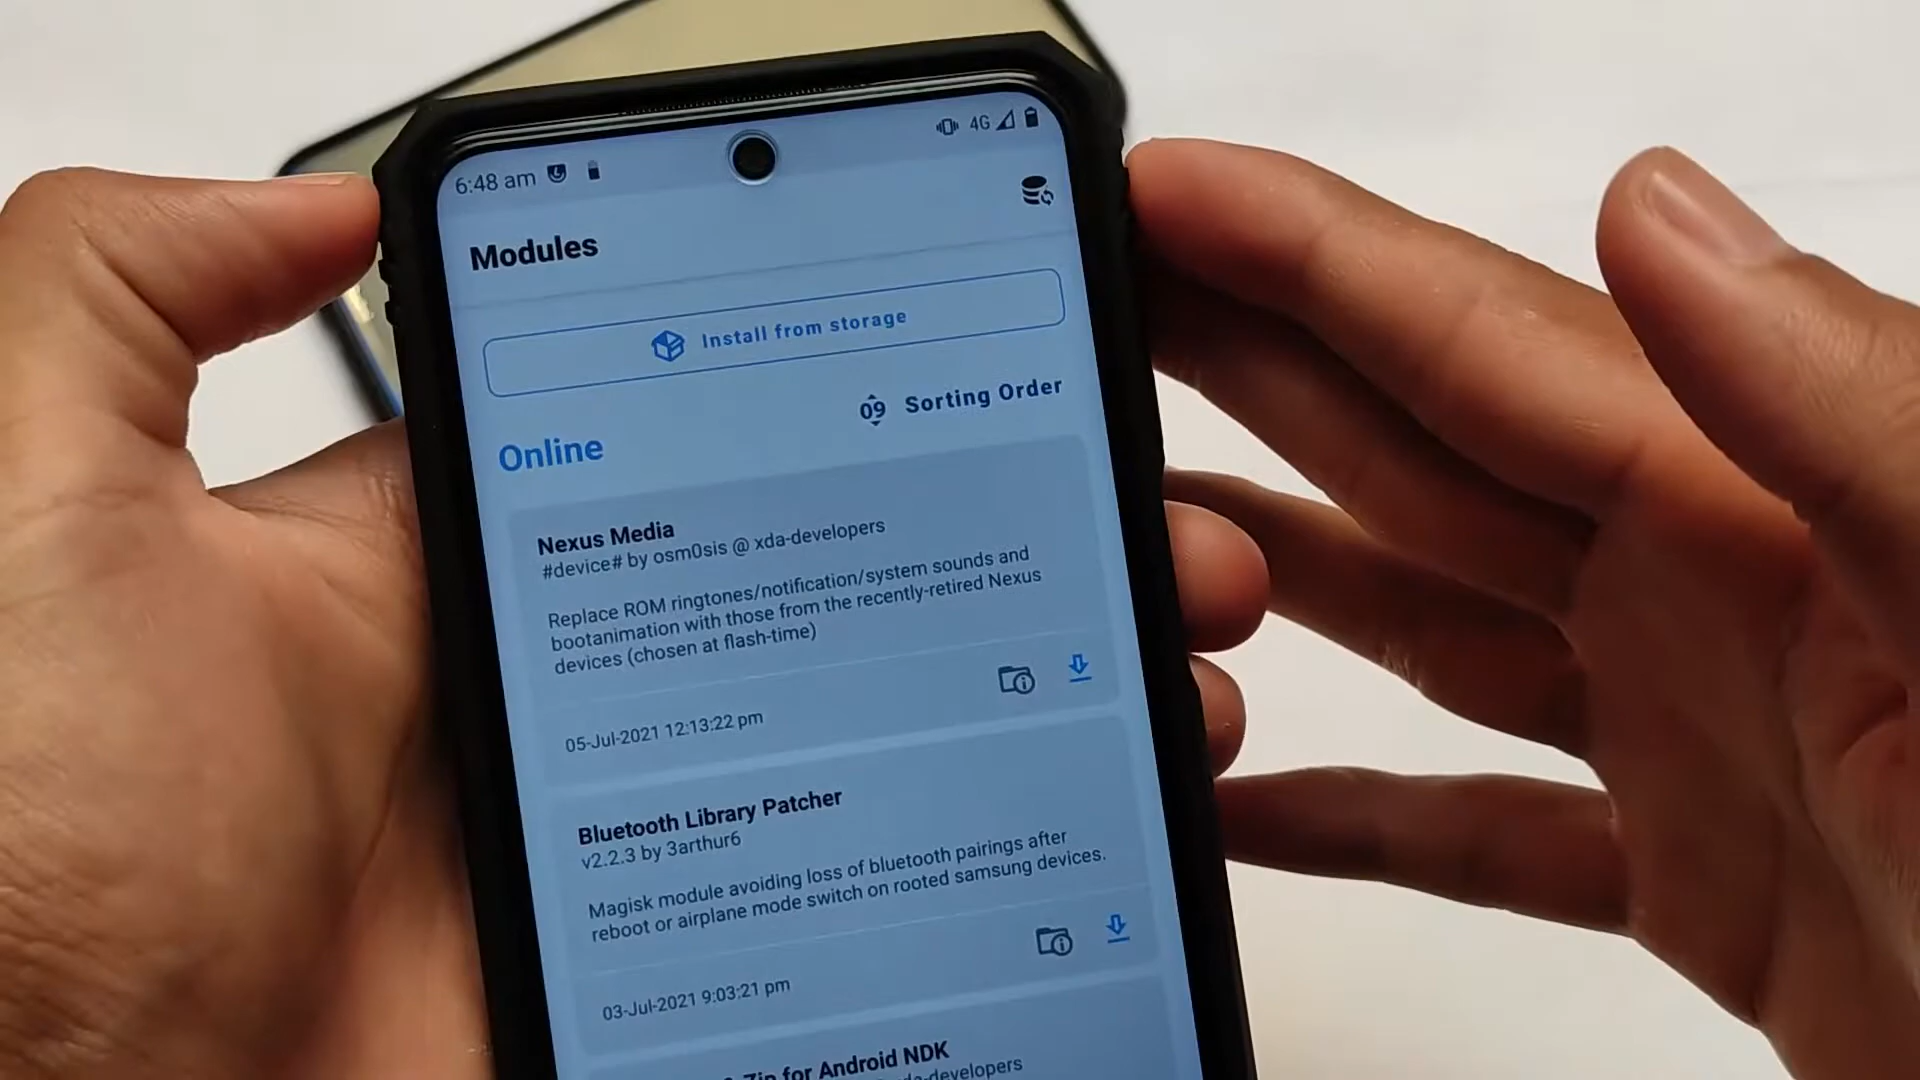 6:48 am
4G
Modules
Install from storage
09 Sorting Order
Online
Nexus Media
#device# by osm0sis @ xda-developers
Replace ROM ringtones/notification/system sounds and
bootanimation with those from the recently-retired Nexus
devices (chosen at flash-time)
05-Jul-2021 12:13:22 pm
Bluetooth Library Patcher
v2.2.3 by 3arthur6
Magisk module avoiding loss of bluetooth pairings after
reboot or airplane mode switch on rooted samsung devices.
03-Jul-2021 9:03:21 pm
Zip for Android NDK
xda-developers